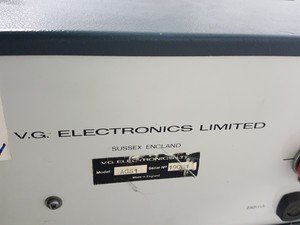 V.G. ELECTRONICS LIMITED
SUSSEX ENGLAND
V.G. ELECTRONICS LTD
Model Serial Nº
Made in England